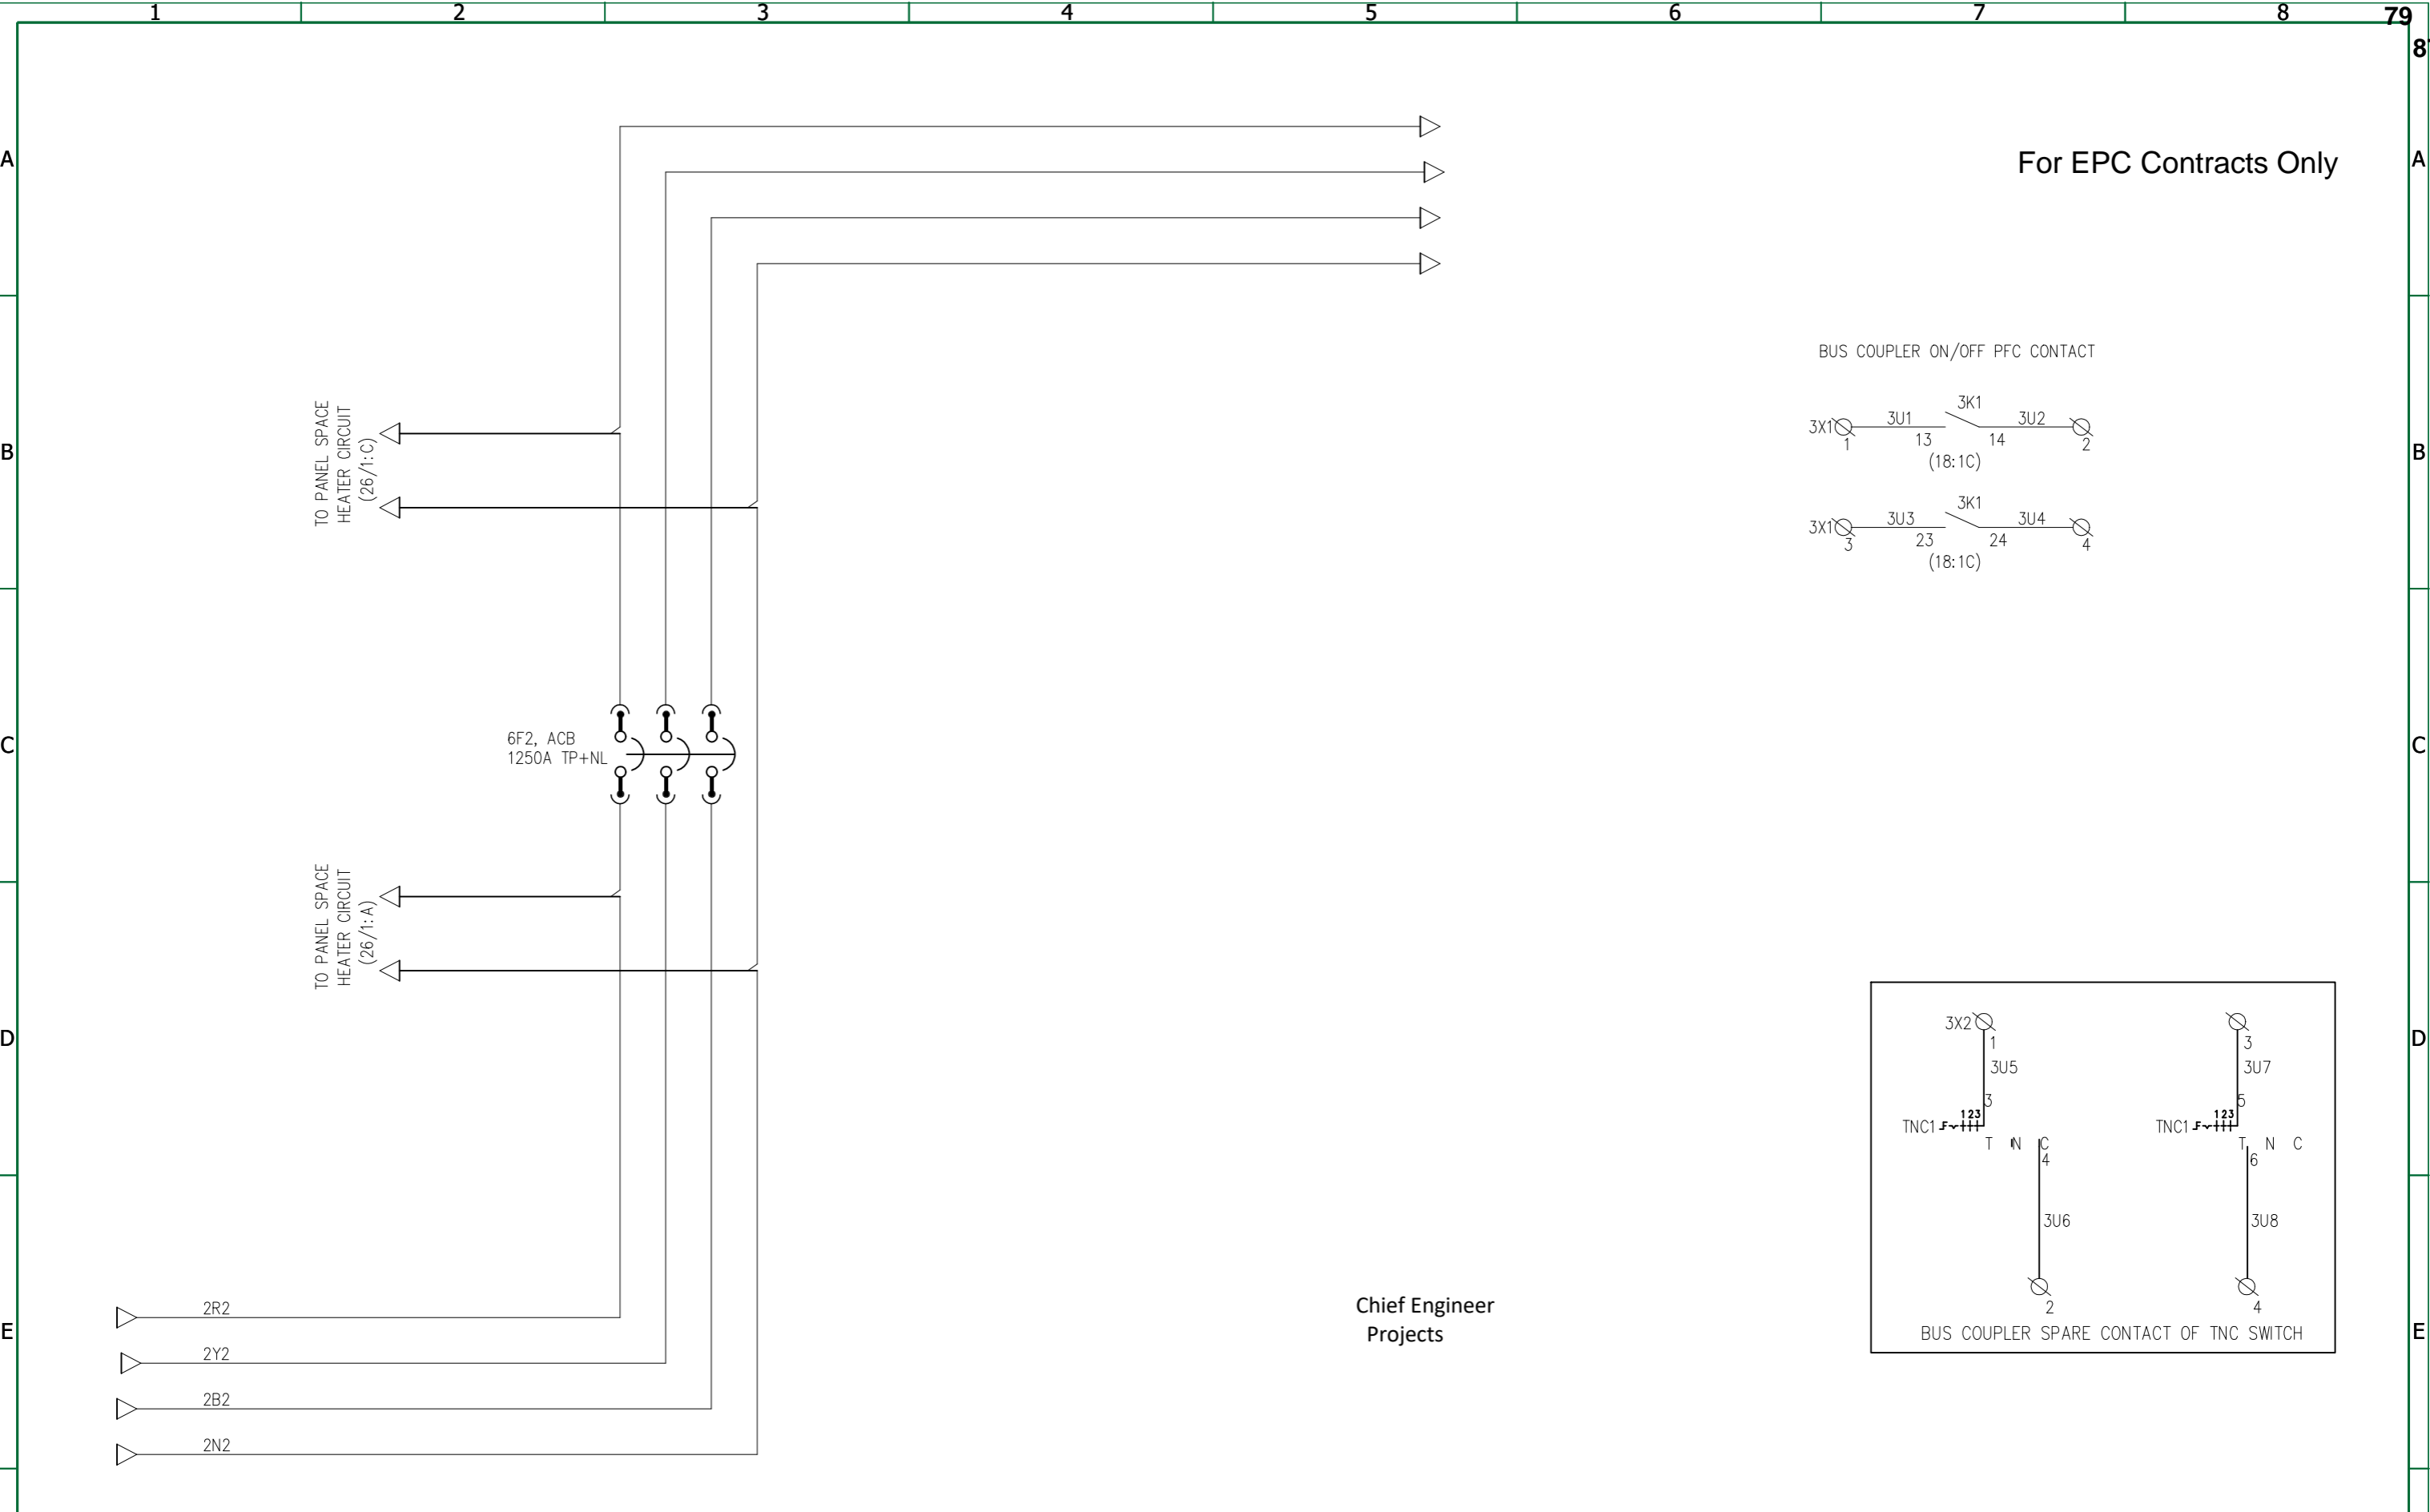 1 2 3 4 5 6 7 8
79
A
For EPC Contracts Only
A
BUS COUPLER ON/OFF PFC CONTACT
TO PANEL SPACE
HEATER CIRCUIT
(26/1:C)
3X1 3U1 3K1 3U2
1 13 14 2
(18:1C)
B
B
3X1 3U3 3K1 3U4
3 23 24 4
(18:1C)
6F2, ACB
1250A TP+NL
C
C
TO PANEL SPACE
HEATER CIRCUIT
(26/1:A)
D
D
3X2
1
3
3U5
3U7
3
5
123
123
TNC1
TNC1
T N C
T N C
4
6
3U6
3U8
2
4
BUS COUPLER SPARE CONTACT OF TNC SWITCH
Chief Engineer
Projects
E
E
2R2
2Y2
2B2
2N2